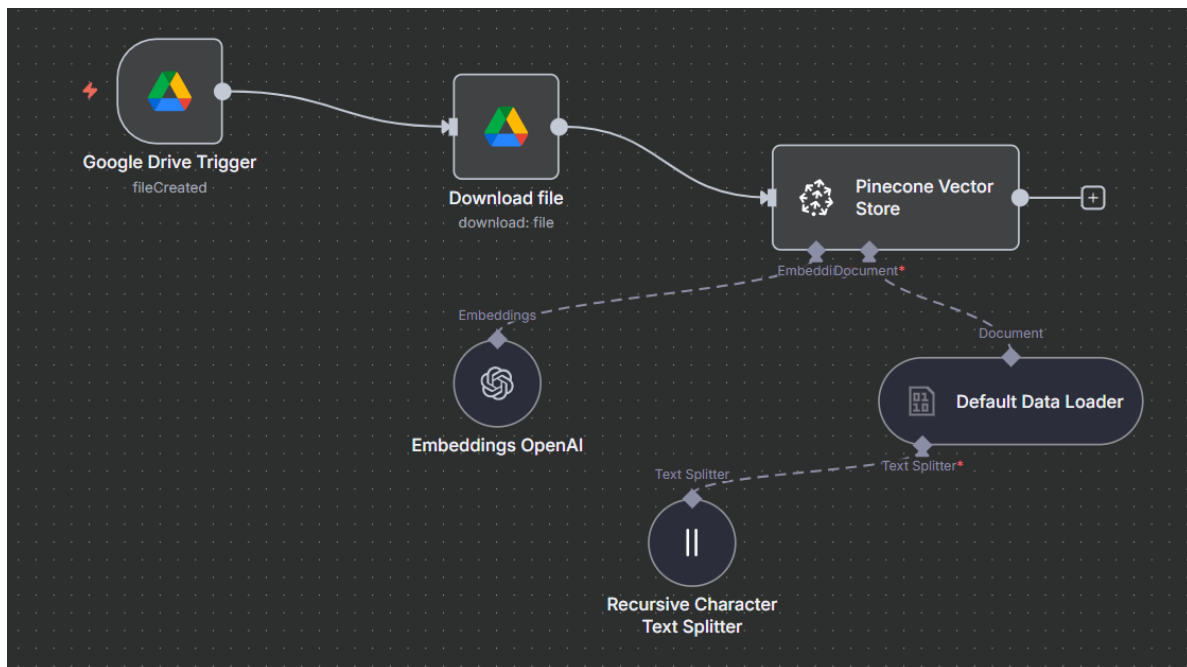 Google Drive Trigger
fileCreated
Download file
download: file
Pinecone Vector
Store
Embeddi
Document*
Embeddings
Embeddings OpenAI
Document
0110
Default Data Loader
Text Splitter*
Text Splitter
Recursive Character
Text Splitter